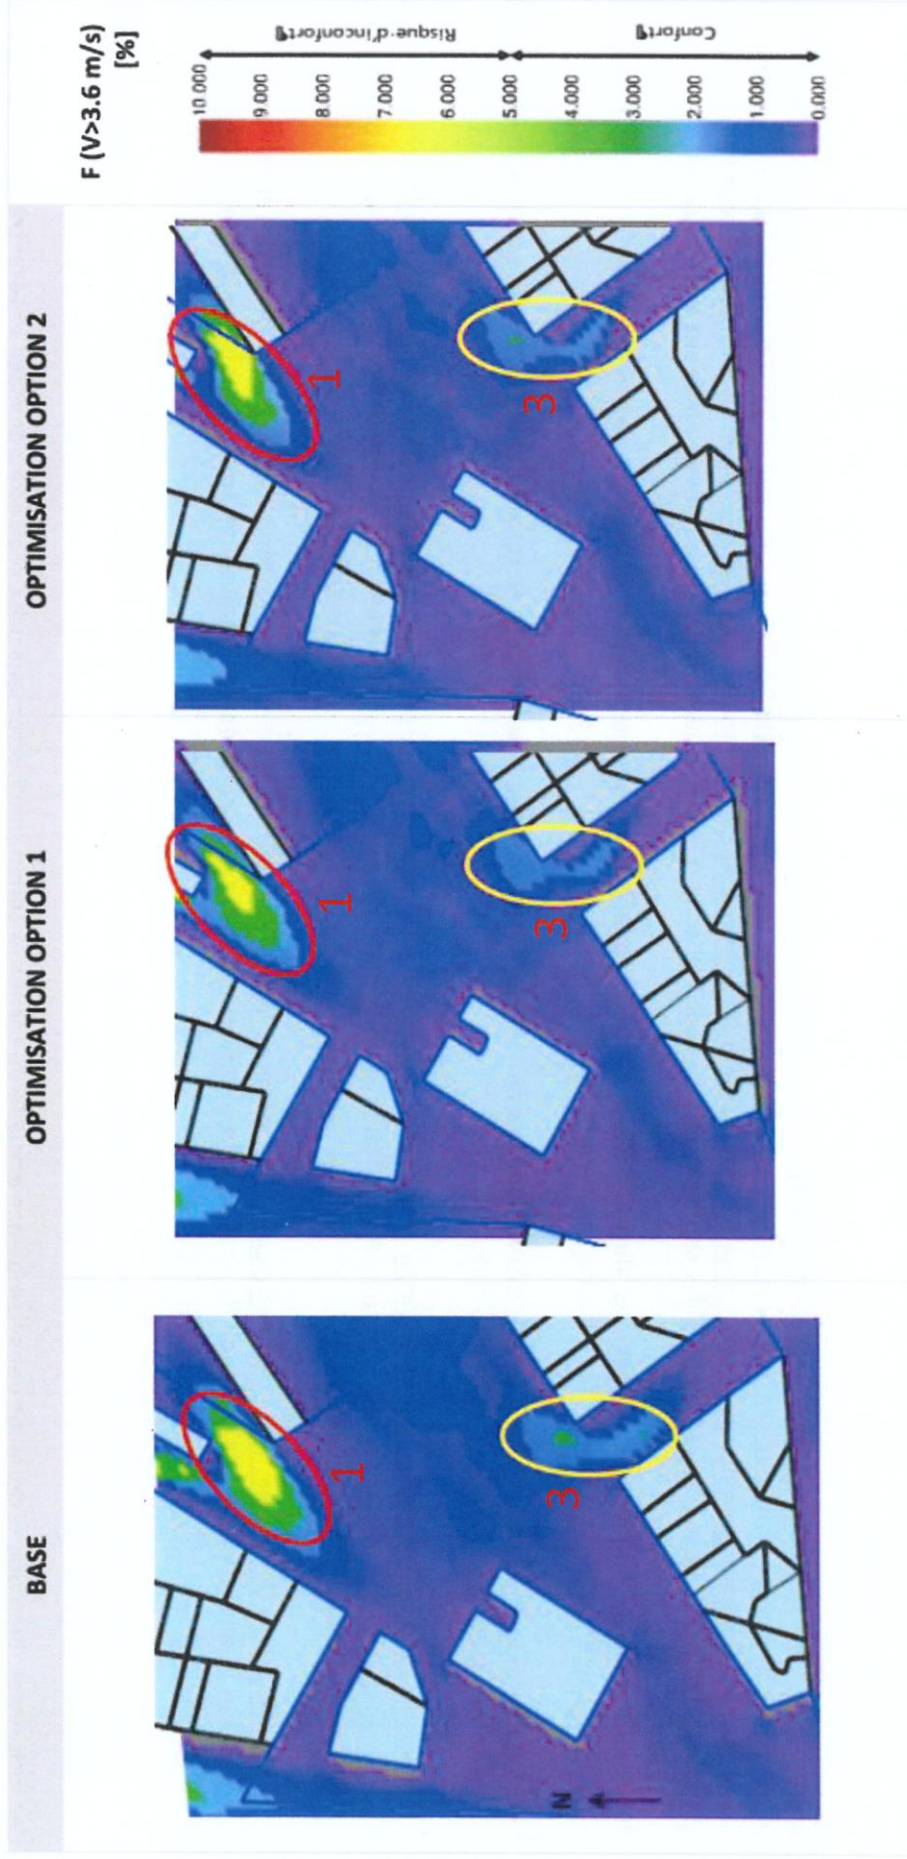 BASE
OPTIMISATION OPTION 1
OPTIMISATION OPTION 2
F (V>3.6 m/s)
[%]
1
3
N
1
3
1
3
10.000
9.000
8.000
7.000
6.000
5.000
4.000
3.000
2.000
1.000
0.000
Risque·d'inconfort¶
Confort¶